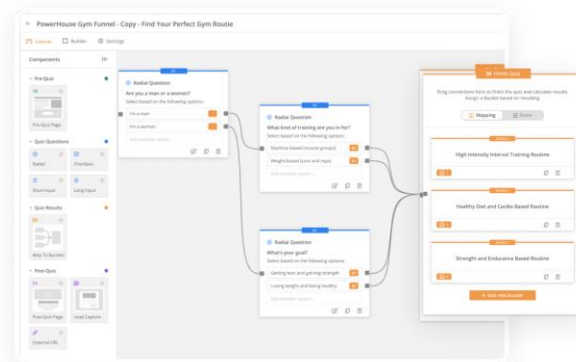 ← PowerHouse Gym Funnel - Copy - Find Your Perfect Gym Routie
Canvas Builder Settings
Components
Pre-Quiz
Pre-Quiz Page
Quiz Questions
Radial Checkbox
Short Input Long Input
Quiz Results
Map To Bucket
Post-Quiz
Post-Quiz Page Lead Capture
External URL
Radial Question
Are you a man or a woman?
Select based on the following options:
I'm a man
I'm a woman
Add another option...
Radial Question
What kind of training are you in for?
Select based on the following options:
Machine-based (muscle groups)
Weight-based (core and reps)
Add another option...
Radial Question
What's your goal?
Select based on the following options:
Getting lean and gaining strength
Losing weight and being healthy
Add another option...
Finish Quiz
Drag connections here to finish the quiz and calculate results.
Assign a Bucket based on resulting:
Mapping Score
High Intensity Interval Training Routine
Healthy Diet and Cardio Based Routine
Strenght and Endurance Based Routine
+ Add new bucket